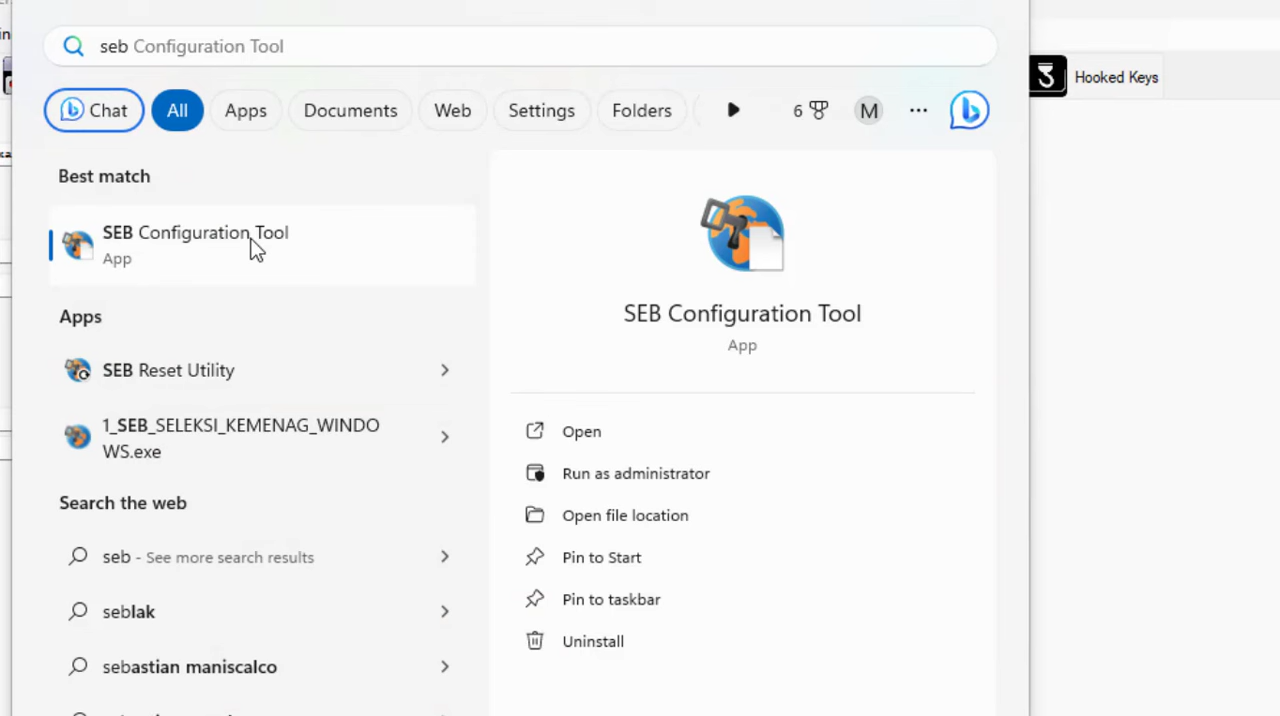 seb Configuration Tool
Hooked Keys
Chat
All
Apps
Documents
Web
Settings
Folders
6
M
Best match
SEB Configuration Tool
App
Apps
SEB Reset Utility
1_SEB_SELEKSI_KEMENAG_WINDO
WS.exe
Search the web
seb - See more search results
seblak
sebastian maniscalco
SEB Configuration Tool
App
Open
Run as administrator
Open file location
Pin to Start
Pin to taskbar
Uninstall